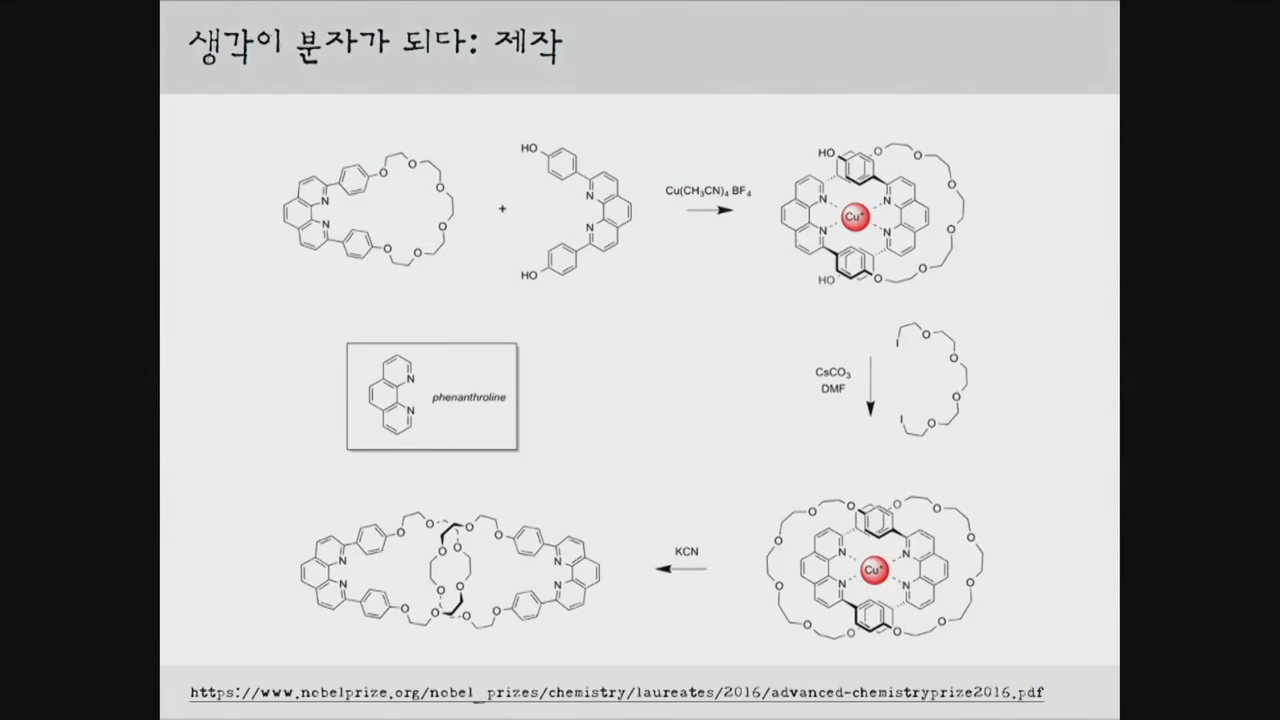 생각이 분자가 되다: 제작
O
O
O
O
O
O
N
N
+
HO
N
N
HO
Cu(CH₃CN)₄ BF₄
HO
O
O
O
O
O
O
N
N
N
N
Cu⁺
HO
phenanthroline
N
N
CsCO₃
DMF
I
O
O
O
O
I
O
O
O
O
O
O
N
N
N
N
O
O
O
O
O
O
KCN
O
O
O
O
O
O
N
N
N
N
Cu⁺
O
O
O
O
O
O
https://www.nobelprize.org/nobel_prizes/chemistry/laureates/2016/advanced-chemistryprize2016.pdf